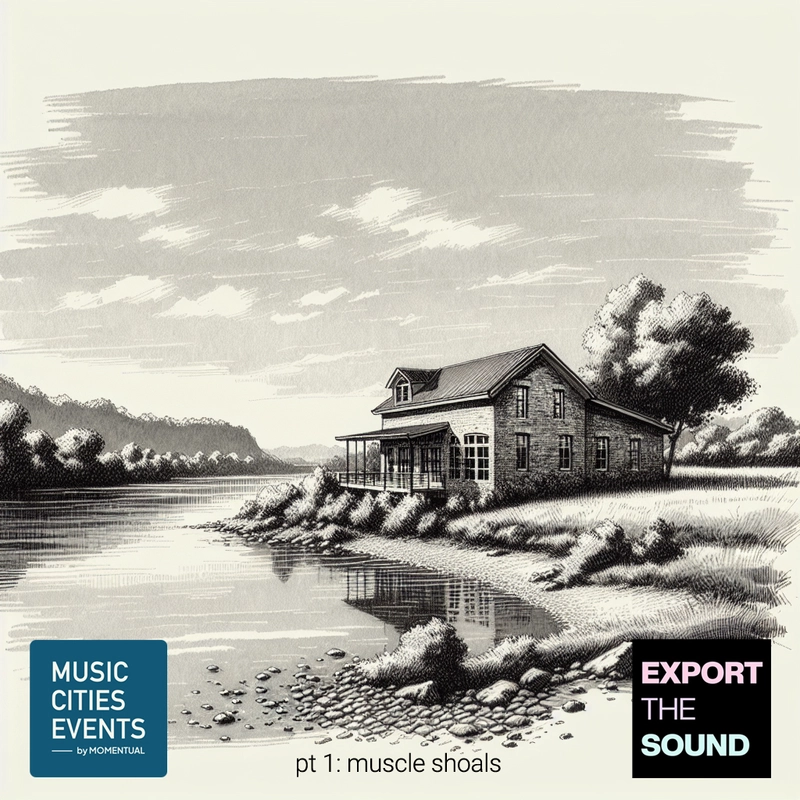 MUSIC
CITIES
EVENTS
by MOMENTUAL
pt 1: muscle shoals
EXPORT
THE
SOUND